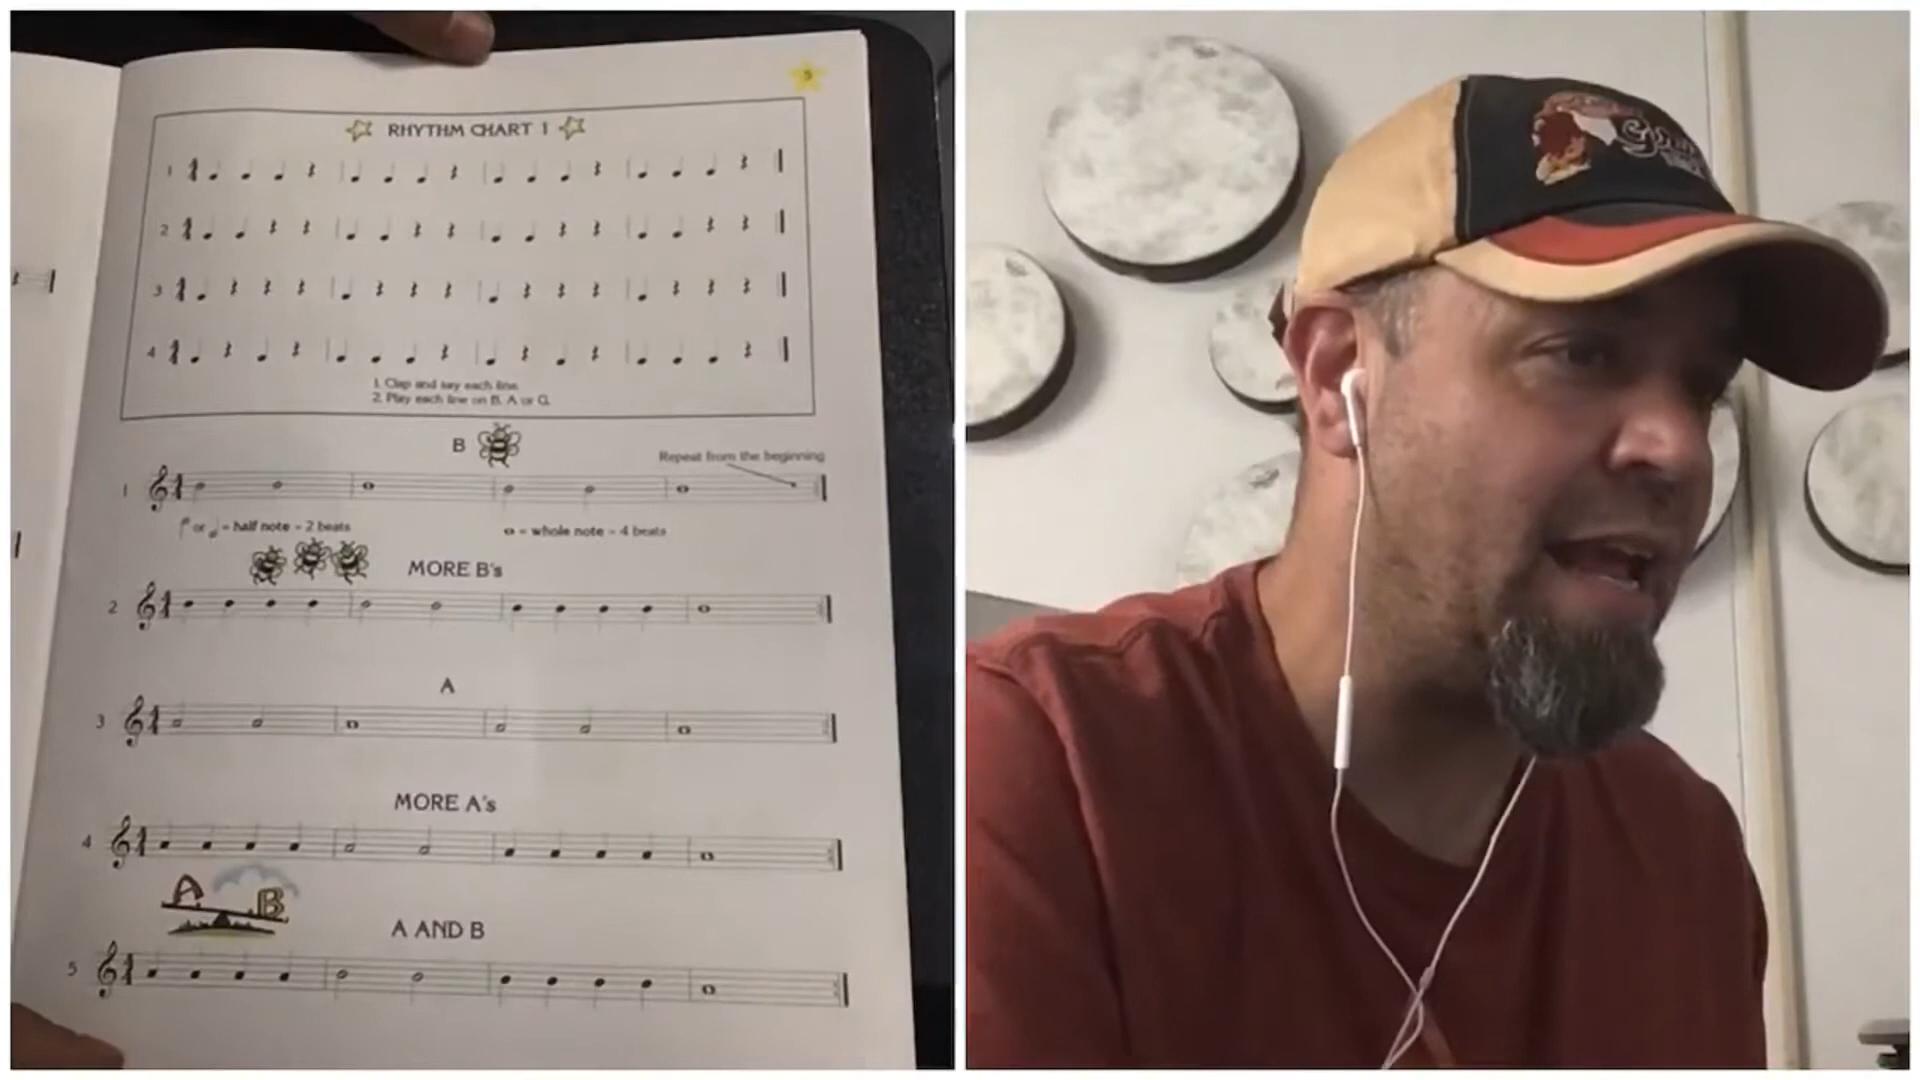 5
RHYTHM CHART 1
1
2
3
4
1. Clap and say each line.
2. Play each line on B, A or G.
B
Repeat from the beginning
1
or = half note = 2 beats
= whole note = 4 beats
MORE B's
2
A
3
MORE A's
4
A B
A AND B
5